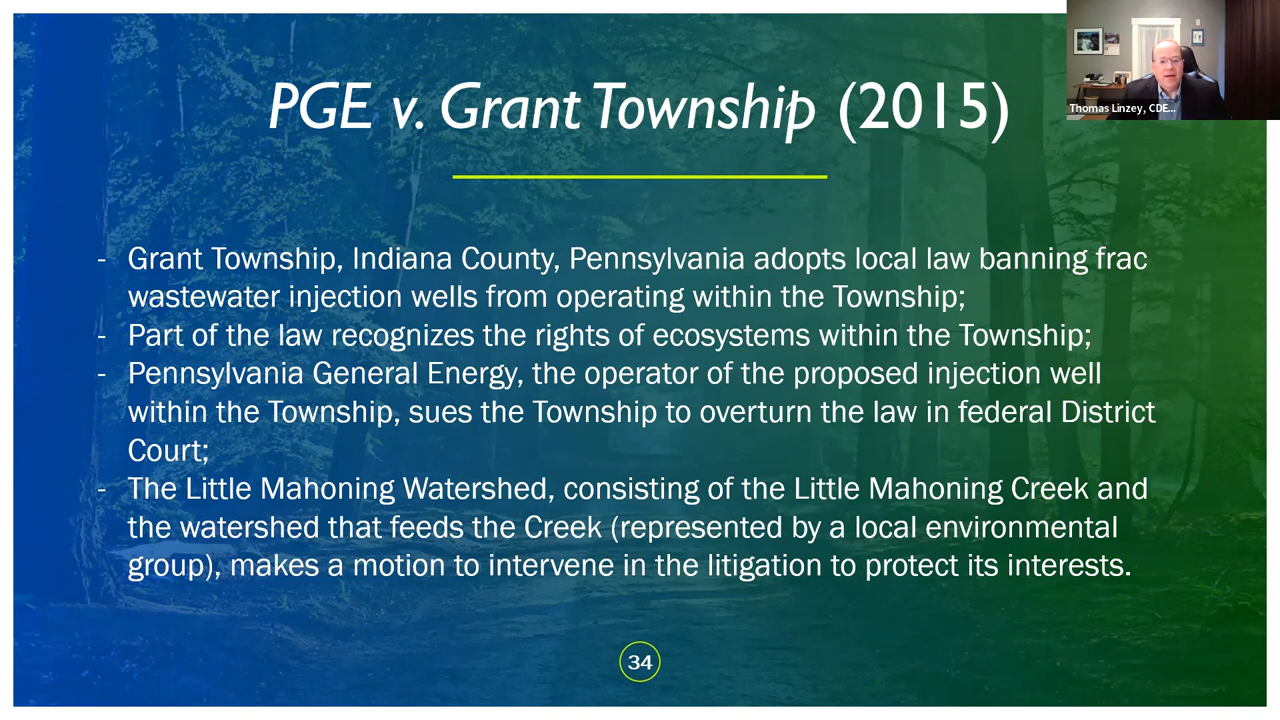 PGE v. Grant Township (2015)
Thomas Linzey, CDE...
- Grant Township, Indiana County, Pennsylvania adopts local law banning frac
wastewater injection wells from operating within the Township;
- Part of the law recognizes the rights of ecosystems within the Township;
- Pennsylvania General Energy, the operator of the proposed injection well
within the Township, sues the Township to overturn the law in federal District
Court;
- The Little Mahoning Watershed, consisting of the Little Mahoning Creek and
the watershed that feeds the Creek (represented by a local environmental
group), makes a motion to intervene in the litigation to protect its interests.
34